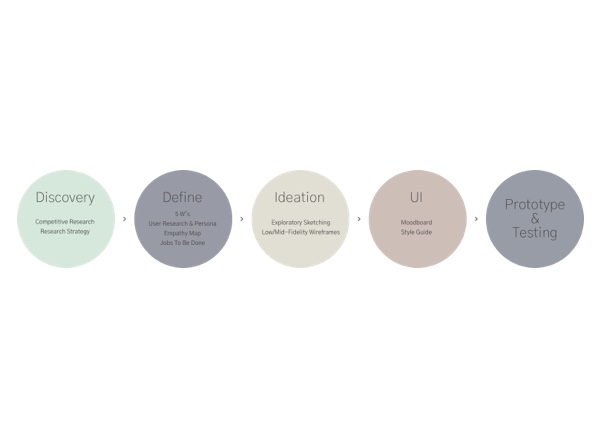 Discovery
Competitive Research
Research Strategy
›
Define
5 W's
User Research & Persona
Empathy Map
Jobs To Be Done
›
Ideation
Exploratory Sketching
Low/Mid-Fidelity Wireframes
›
UI
Moodboard
Style Guide
›
Prototype
&
Testing